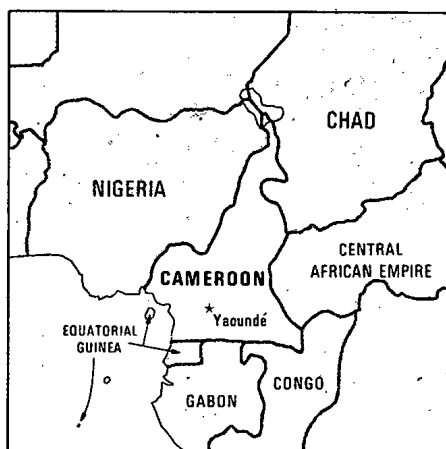 CHAD
NIGERIA
CENTRAL
AFRICAN EMPIRE
CAMEROON
Yaoundé
EQUATORIAL
GUINEA
GABON
CONGO